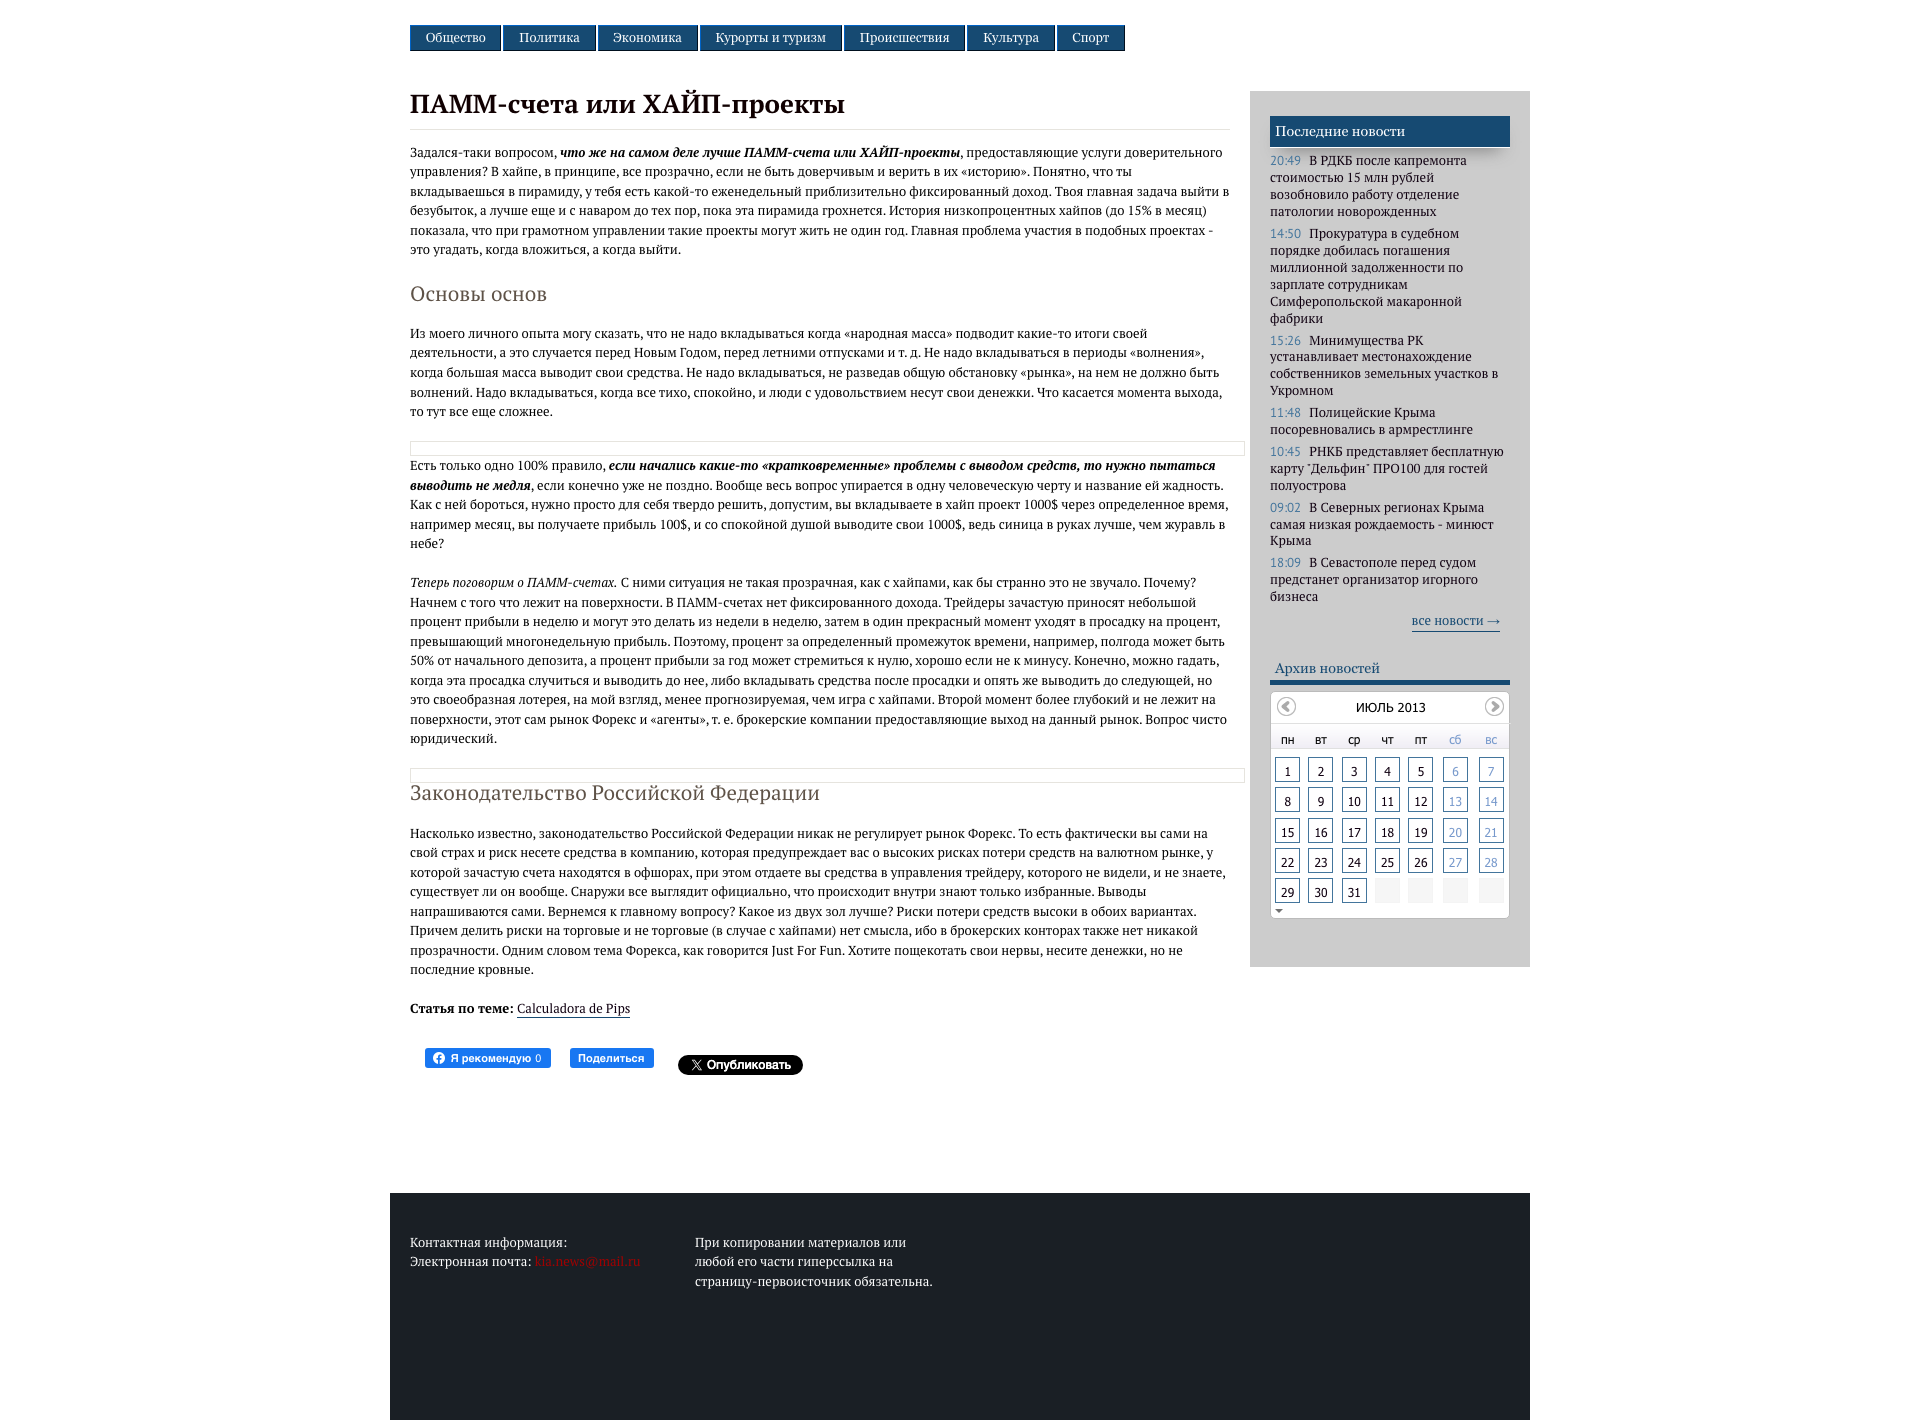 Общество Политика Экономика Курорты и туризм Происшествия Культура Спорт
ПАММ-счета или ХАЙП-проекты
Задался-таки вопросом, что же на самом деле лучше ПАММ-счета или ХАЙП-проекты, предоставляющие услуги доверительного
управления? В хайпе, в принципе, все прозрачно, если не быть доверчивым и верить в их «историю». Понятно, что ты
вкладываешься в пирамиду, у тебя есть какой-то еженедельный приблизительно фиксированный доход. Твоя главная задача выйти в
безубыток, а лучше еще и с наваром до тех пор, пока эта пирамида грохнется. История низкопроцентных хайпов (до 15% в месяц)
показала, что при грамотном управлении такие проекты могут жить не один год. Главная проблема участия в подобных проектах -
это угадать, когда вложиться, а когда выйти.
Основы основ
Из моего личного опыта могу сказать, что не надо вкладываться когда «народная масса» подводит какие-то итоги своей
деятельности, а это случается перед Новым Годом, перед летними отпусками и т. д. Не надо вкладываться в периоды «волнения»,
когда большая масса выводит свои средства. Не надо вкладываться, не разведав общую обстановку «рынка», на нем не должно быть
волнений. Надо вкладываться, когда все тихо, спокойно, и люди с удовольствием несут свои денежки. Что касается момента выхода,
то тут все еще сложнее.
Есть только одно 100% правило, если начались какие-то «кратковременные» проблемы с выводом средств, то нужно пытаться
выводить не медля, если конечно уже не поздно. Вообще весь вопрос упирается в одну человеческую черту и название ей жадность.
Как с ней бороться, нужно просто для себя твердо решить, допустим, вы вкладываете в хайп проект 1000$ через определенное время,
например месяц, вы получаете прибыль 100$, и со спокойной душой выводите свои 1000$, ведь синица в руках лучше, чем журавль в
небе?
Теперь поговорим о ПАММ-счетах. С ними ситуация не такая прозрачная, как с хайпами, как бы странно это не звучало. Почему?
Начнем с того что лежит на поверхности. В ПАММ-счетах нет фиксированного дохода. Трейдеры зачастую приносят небольшой
процент прибыли в неделю и могут это делать из недели в неделю, затем в один прекрасный момент уходят в просадку на процент,
превышающий многонедельную прибыль. Поэтому, процент за определенный промежуток времени, например, полгода может быть
50% от начального депозита, а процент прибыли за год может стремиться к нулю, хорошо если не к минусу. Конечно, можно гадать,
когда эта просадка случиться и выводить до нее, либо вкладывать средства после просадки и опять же выводить до следующей, но
это своеобразная лотерея, на мой взгляд, менее прогнозируемая, чем игра с хайпами. Второй момент более глубокий и не лежит на
поверхности, этот сам рынок Форекс и «агенты», т. е. брокерские компании предоставляющие выход на данный рынок. Вопрос чисто
юридический.
Законодательство Российской Федерации
Насколько известно, законодательство Российской Федерации никак не регулирует рынок Форекс. То есть фактически вы сами на
свой страх и риск несете средства в компанию, которая предупреждает вас о высоких рисках потери средств на валютном рынке, у
которой зачастую счета находятся в офшорах, при этом отдаете вы средства в управления трейдеру, которого не видели, и не знаете,
существует ли он вообще. Снаружи все выглядит официально, что происходит внутри знают только избранные. Выводы
напрашиваются сами. Вернемся к главному вопросу? Какое из двух зол лучше? Риски потери средств высоки в обоих вариантах.
Причем делить риски на торговые и не торговые (в случае с хайпами) нет смысла, ибо в брокерских конторах также нет никакой
прозрачности. Одним словом тема Форекса, как говорится Just For Fun. Хотите пощекотать свои нервы, несите денежки, но не
последние кровные.
Статья по теме: Calculadora de Pips
Я рекомендую 0 Поделиться Опубликовать
Последние новости
20:49 В РДКБ после капремонта
стоимостью 15 млн рублей
возобновило работу отделение
патологии новорожденных
14:50 Прокуратура в судебном
порядке добилась погашения
миллионной задолженности по
зарплате сотрудникам
Симферопольской макаронной
фабрики
15:26 Минимущества РК
устанавливает местонахождение
собственников земельных участков в
Укромном
11:48 Полицейские Крыма
посоревновались в армрестлинге
10:45 РНКБ представляет бесплатную
карту "Дельфин" ПРО100 для гостей
полуострова
09:02 В Северных регионах Крыма
самая низкая рождаемость - минюст
Крыма
18:09 В Севастополе перед судом
предстанет организатор игорного
бизнеса
все новости →
Архив новостей
ИЮЛЬ 2013
пн вт ср чт пт сб вс
1 2 3 4 5 6 7
8 9 10 11 12 13 14
15 16 17 18 19 20 21
22 23 24 25 26 27 28
29 30 31
Контактная информация:
Электронная почта: kia.news@mail.ru
При копировании материалов или
любой его части гиперссылка на
страницу-первоисточник обязательна.